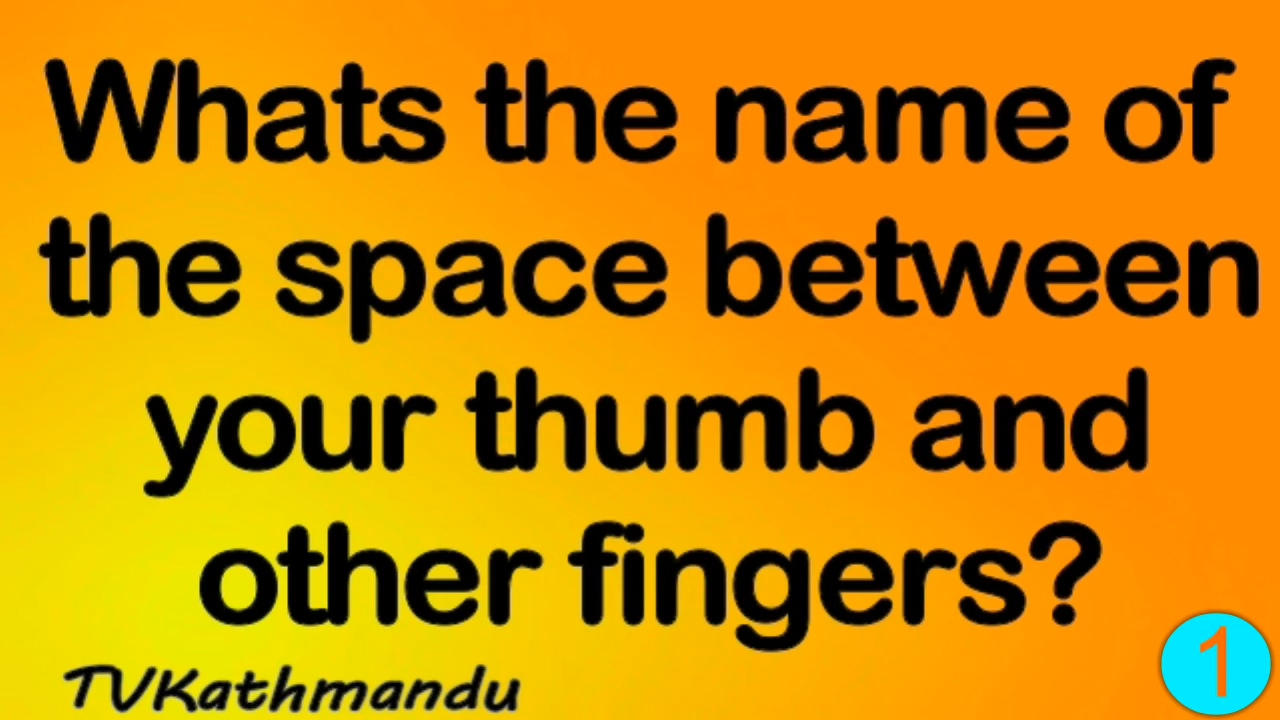 Whats the name of
the space between
your thumb and
other fingers?
TVKathmandu
1